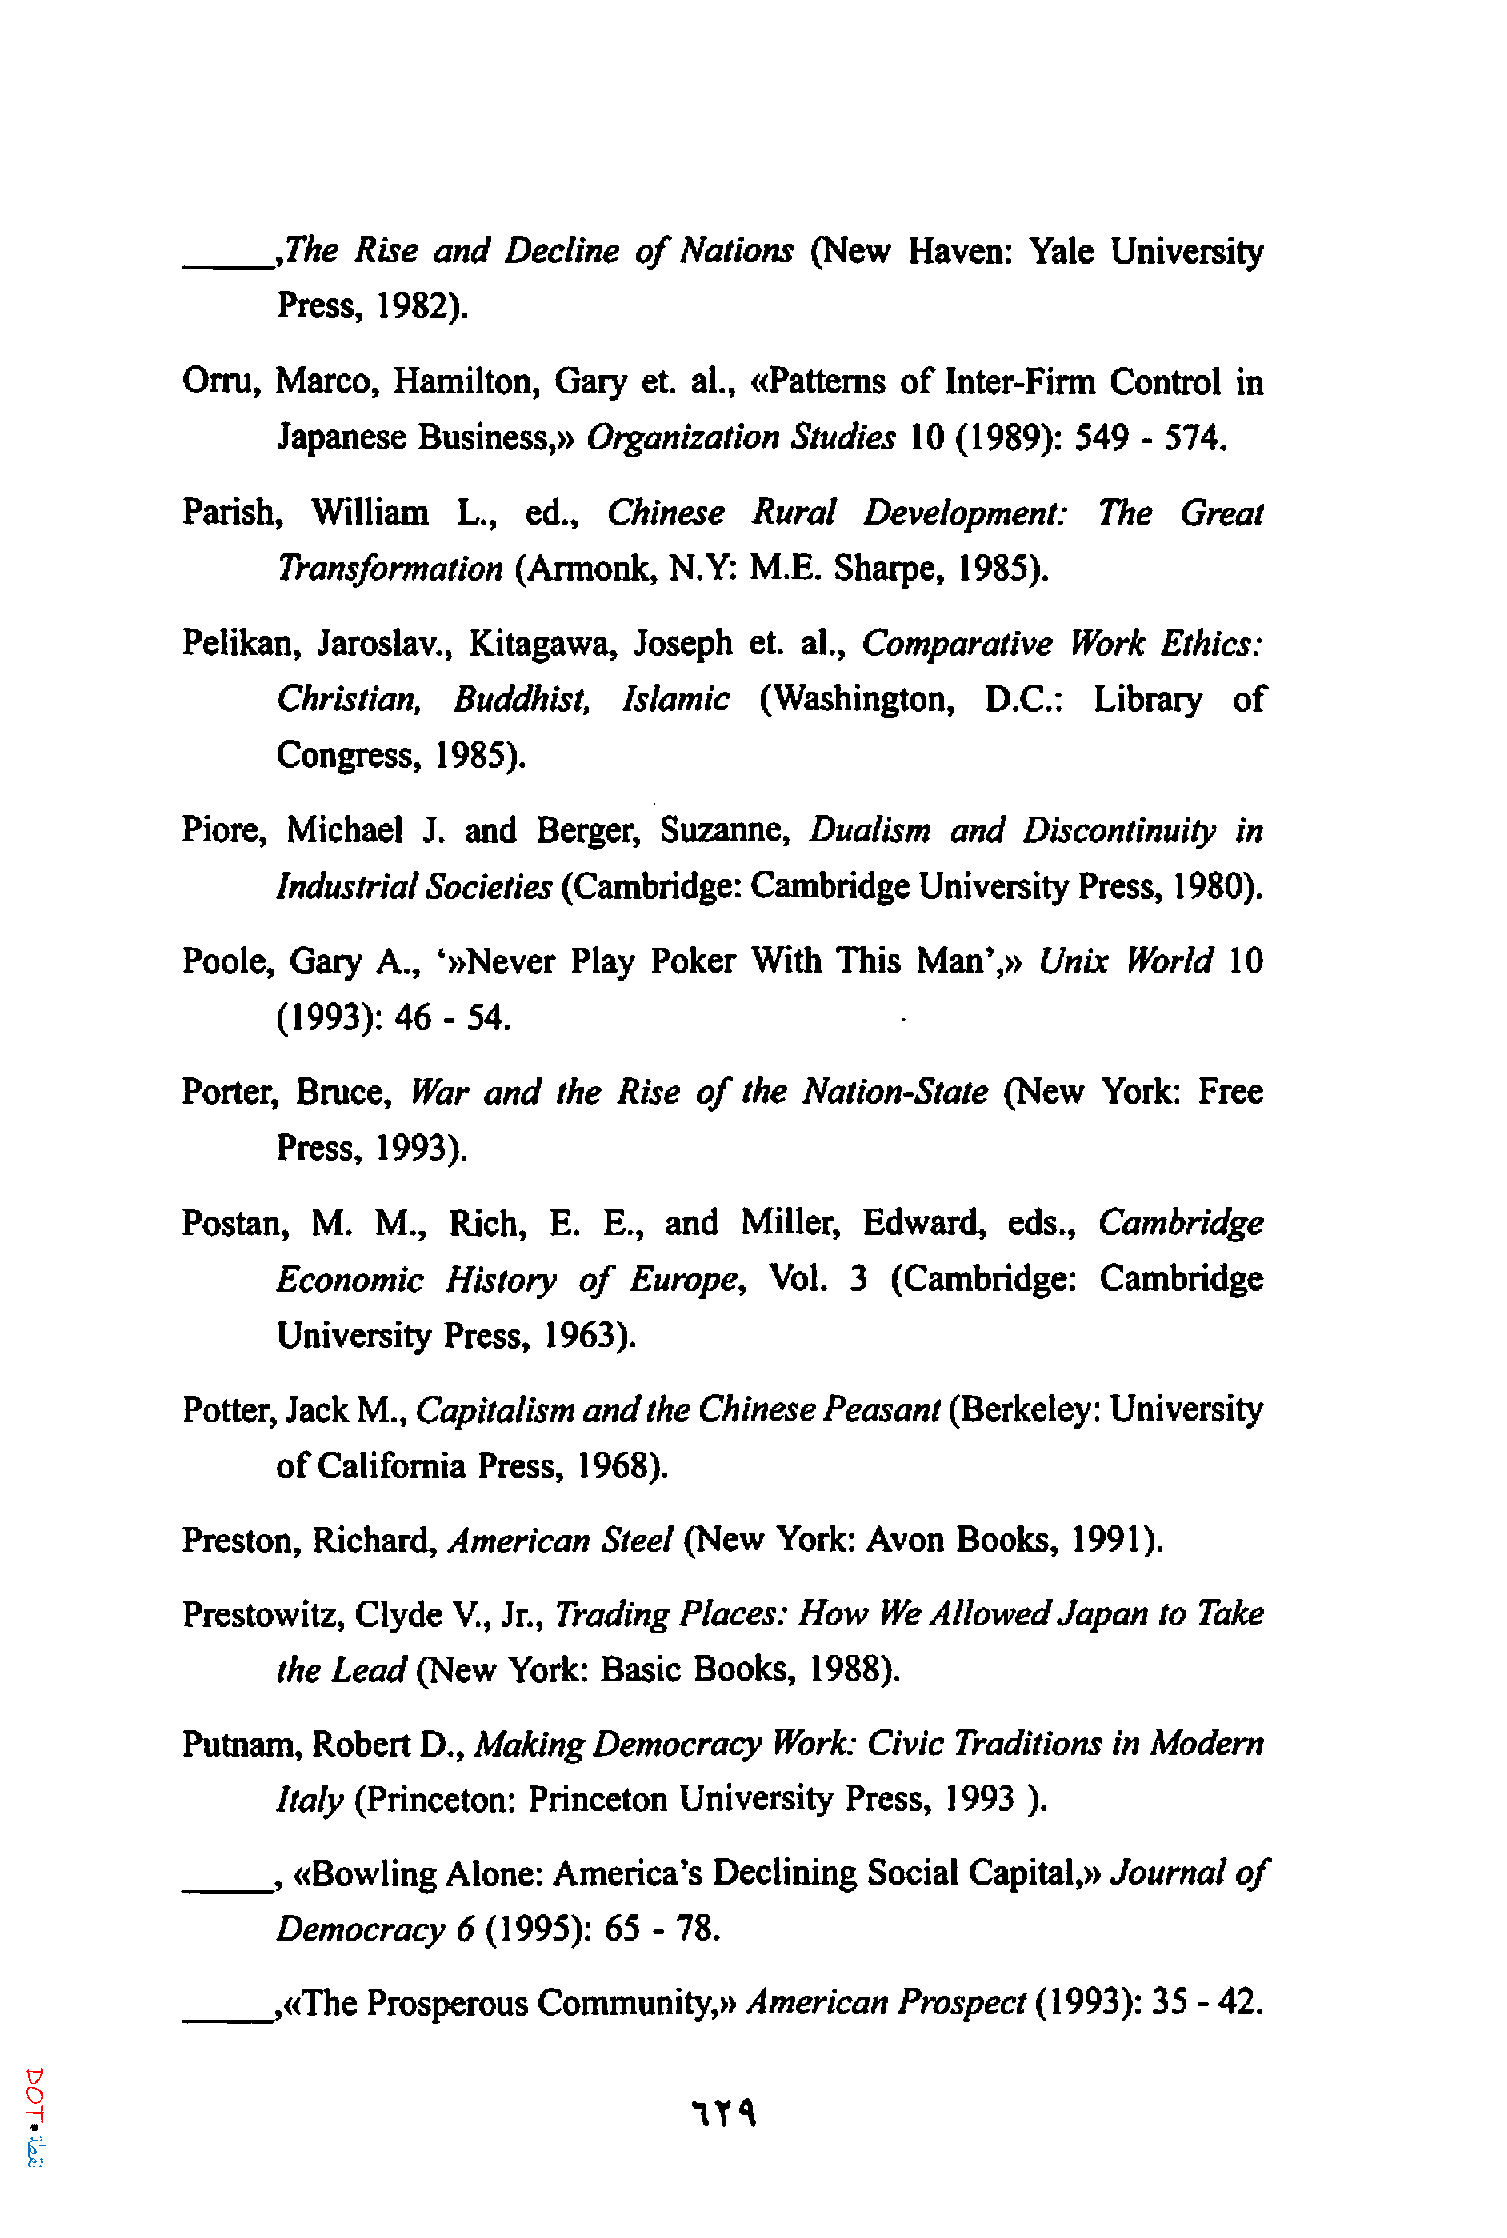 _____,The Rise and Decline of Nations (New Haven: Yale University
Press, 1982).
Orru, Marco, Hamilton, Gary et. al., «Patterns of Inter-Firm Control in
Japanese Business,» Organization Studies 10 (1989): 549 - 574.
Parish, William L., ed., Chinese Rural Development: The Great
Transformation (Armonk, N.Y: M.E. Sharpe, 1985).
Pelikan, Jaroslav., Kitagawa, Joseph et. al., Comparative Work Ethics:
Christian, Buddhist, Islamic (Washington, D.C.: Library of
Congress, 1985).
Piore, Michael J. and Berger, Suzanne, Dualism and Discontinuity in
Industrial Societies (Cambridge: Cambridge University Press, 1980).
Poole, Gary A., ‘»Never Play Poker With This Man’,» Unix World 10
(1993): 46 - 54.
Porter, Bruce, War and the Rise of the Nation-State (New York: Free
Press, 1993).
Postan, M. M., Rich, E. E., and Miller, Edward, eds., Cambridge
Economic History of Europe, Vol. 3 (Cambridge: Cambridge
University Press, 1963).
Potter, Jack M., Capitalism and the Chinese Peasant (Berkeley: University
of California Press, 1968).
Preston, Richard, American Steel (New York: Avon Books, 1991).
Prestowitz, Clyde V., Jr., Trading Places: How We Allowed Japan to Take
the Lead (New York: Basic Books, 1988).
Putnam, Robert D., Making Democracy Work: Civic Traditions in Modern
Italy (Princeton: Princeton University Press, 1993 ).
_____, «Bowling Alone: America’s Declining Social Capital,» Journal of
Democracy 6 (1995): 65 - 78.
_____,«The Prosperous Community,» American Prospect (1993): 35 - 42.
٦٢٩
DOT
نقطة